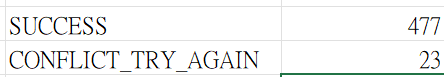 SUCCESS 477
CONFLICT_TRY_AGAIN 23